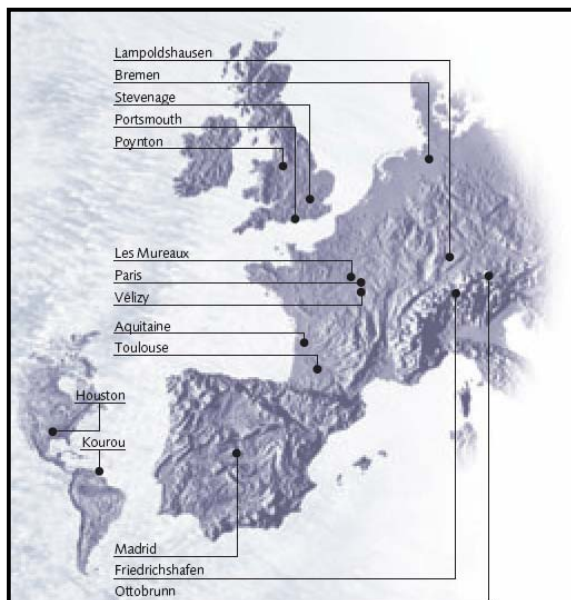 Lampoldshausen
Bremen
Stevenage
Portsmouth
Poynton
Les Mureaux
Paris
Vélizy
Aquitaine
Toulouse
Houston
Kourou
Madrid
Friedrichshafen
Ottobrunn